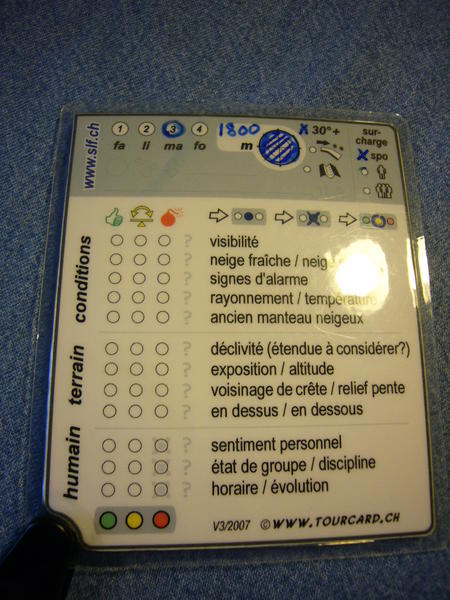 www.slf.ch
1 2 3 4 1800 m
fa li ma fo
30°+
sur-
charge
spo
conditions
? visibilité
? neige fraîche / neige
? signes d'alarme
? rayonnement / température
? ancien manteau neigeux
terrain
? déclivité (étendue à considérer?)
? exposition / altitude
? voisinage de crête / relief pente
? en dessus / en dessous
humain
? sentiment personnel
? état de groupe / discipline
? horaire / évolution
V3/2007 ©WWW.TOURCARD.CH